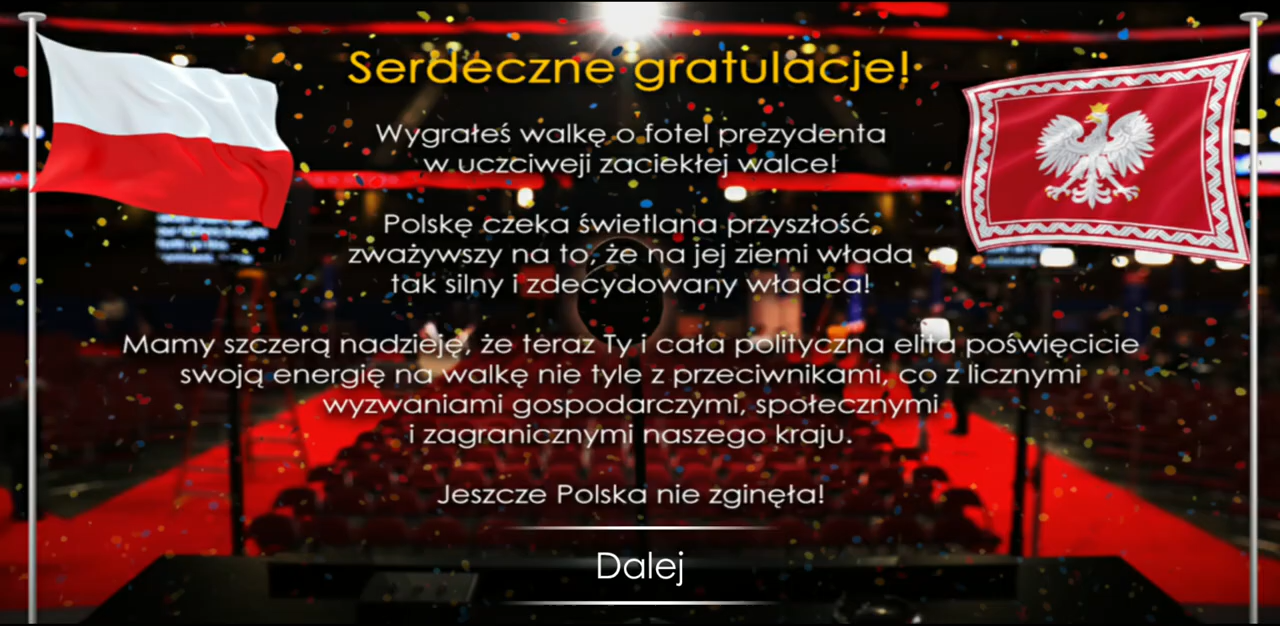 Serdeczne gratulacje!
Wygrałeś walkę o fotel prezydenta
w uczciweji zaciekłej walce!
Polskę czeka świetlana przyszłość,
zważywszy na to, że na jej ziemi włada
tak silny i zdecydowany władca!
Mamy szczerą nadzieję, że teraz Ty i cała polityczna elita poświęcicie
swoją energię na walkę nie tyle z przeciwnikami, co z licznymi
wyzwaniami gospodarczymi, społecznymi
i zagranicznymi naszego kraju.
Jeszcze Polska nie zginęła!
Dalej